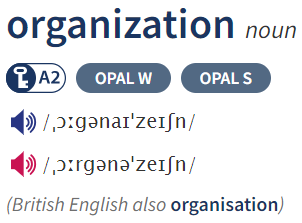 organization noun
A2 OPAL W OPAL S
/ˌɔːɡənaɪˈzeɪʃn/
/ˌɔːrɡənəˈzeɪʃn/
(British English also organisation)